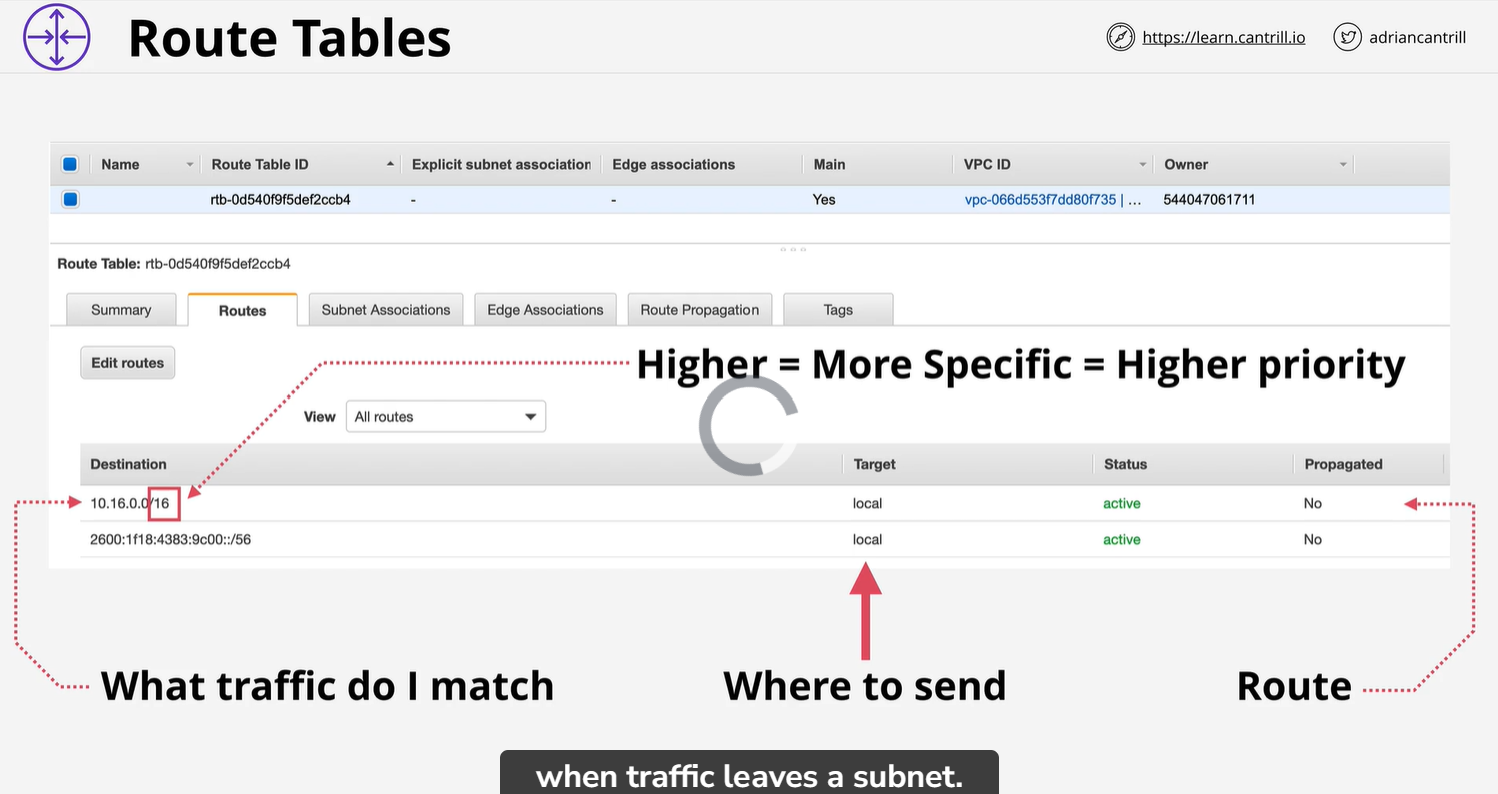 Route Tables
https://learn.cantrill.io
adriancantrill
Name Route Table ID Explicit subnet association Edge associations Main VPC ID Owner
rtb-0d540f9f5def2ccb4 - - Yes vpc-066d553f7dd80f735 | ... 544047061711
Route Table: rtb-0d540f9f5def2ccb4
Summary Routes Subnet Associations Edge Associations Route Propagation Tags
Edit routes
Higher = More Specific = Higher priority
View All routes
Destination Target Status Propagated
10.16.0.0/16 local active No
2600:1f18:4383:9c00::/56 local active No
What traffic do I match
Where to send
Route
when traffic leaves a subnet.